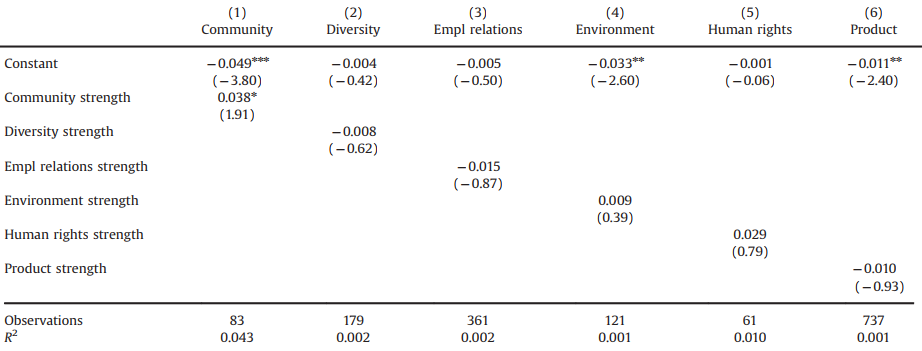 (1) (2) (3) (4) (5) (6)
Community Diversity Empl relations Environment Human rights Product
Constant −0.049*** −0.004 −0.005 −0.033** −0.001 −0.011**
(−3.80) (−0.42) (−0.50) (−2.60) (−0.06) (−2.40)
Community strength 0.038*
(1.91)
Diversity strength −0.008
(−0.62)
Empl relations strength −0.015
(−0.87)
Environment strength 0.009
(0.39)
Human rights strength 0.029
(0.79)
Product strength −0.010
(−0.93)
Observations 83 179 361 121 61 737
R² 0.043 0.002 0.002 0.001 0.010 0.001